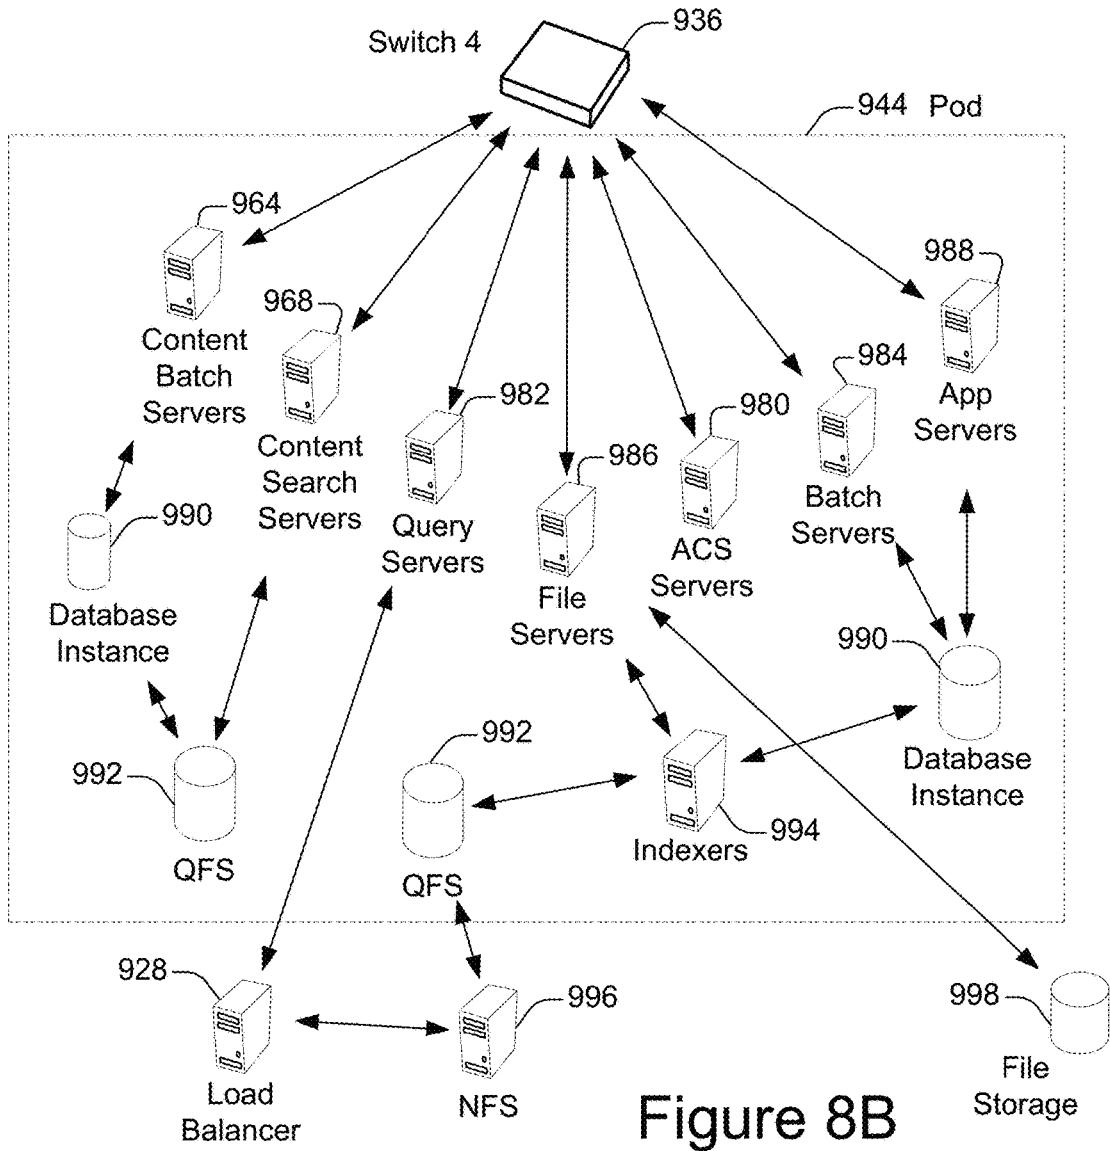 936
Switch 4
944 Pod
964
Content
Batch
Servers
968
Content
Search
Servers
982
Query
Servers
986
File
Servers
980
ACS
Servers
984
Batch
Servers
988
App
Servers
990
Database
Instance
990
Database
Instance
992
QFS
992
QFS
994
Indexers
928
Load
Balancer
996
NFS
998
File
Storage
Figure 8B